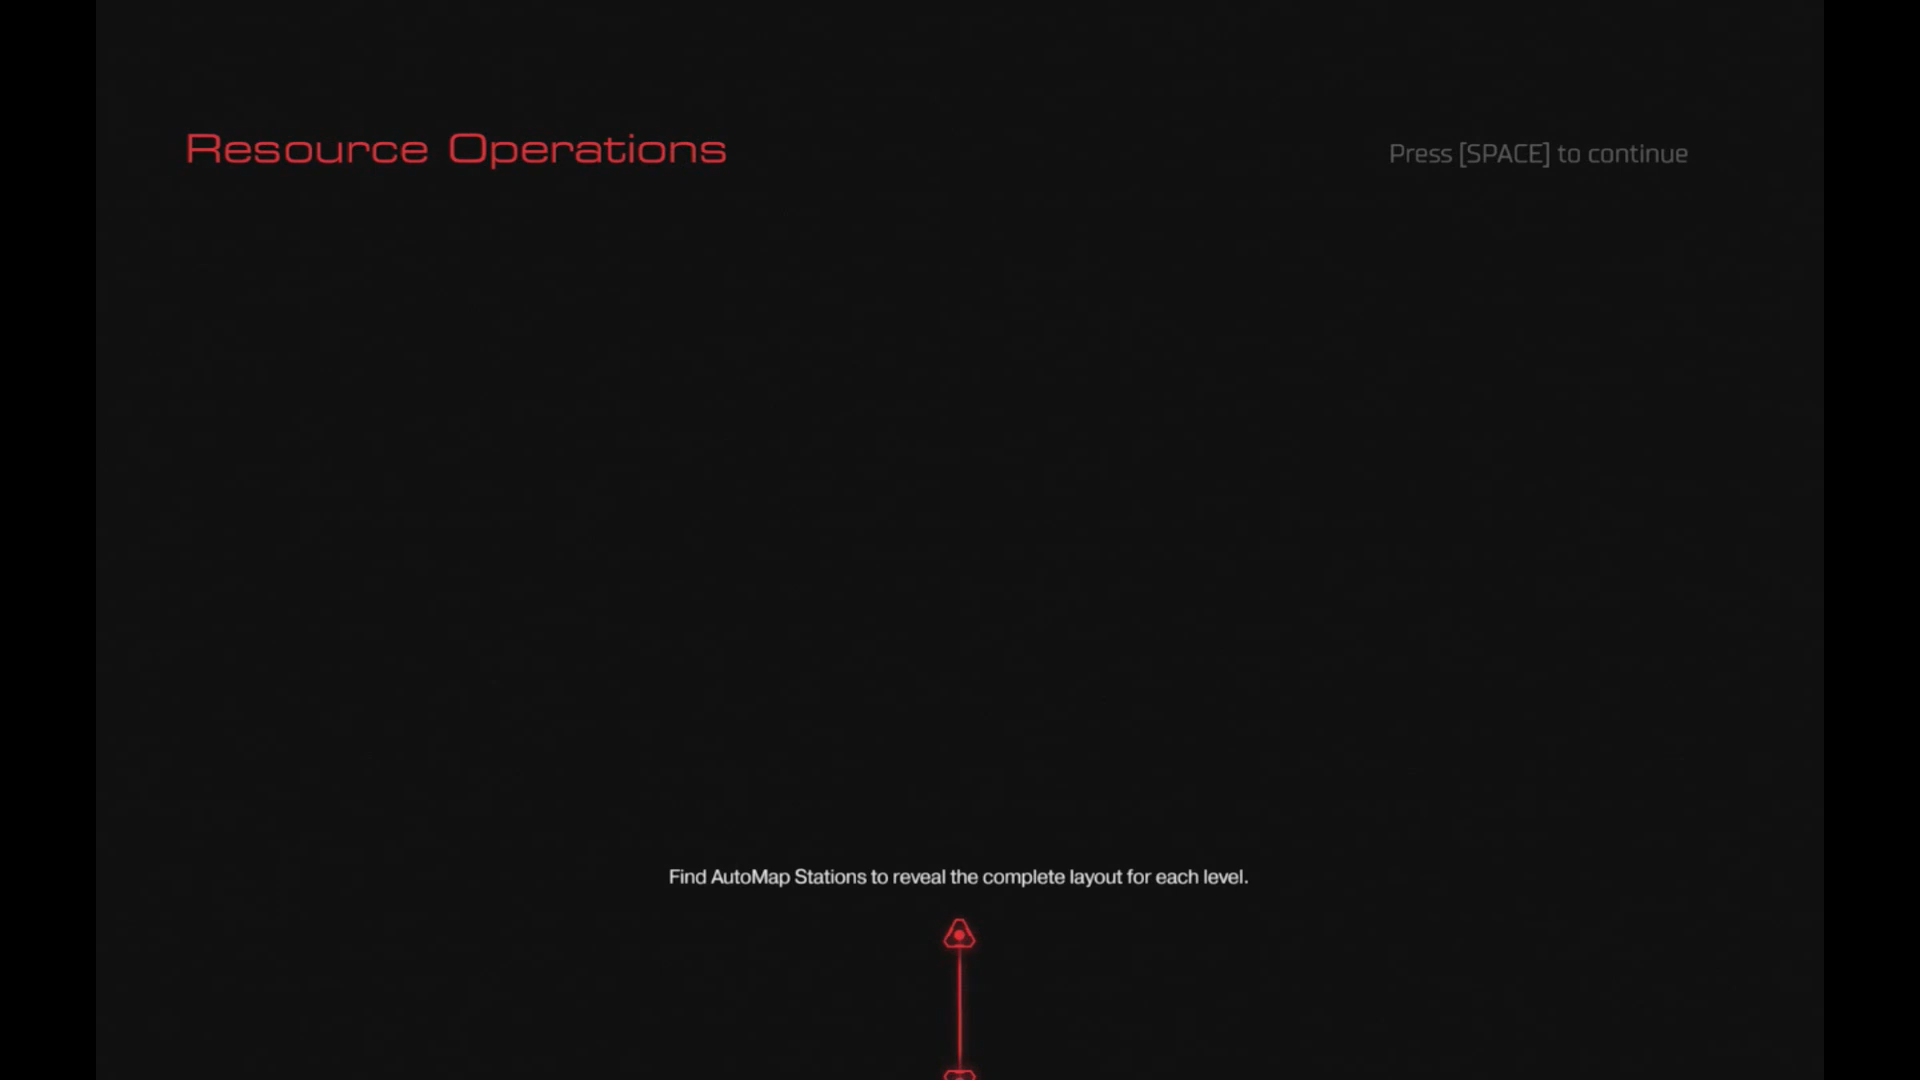 Resource Operations
Press [SPACE] to continue
Find AutoMap Stations to reveal the complete layout for each level.